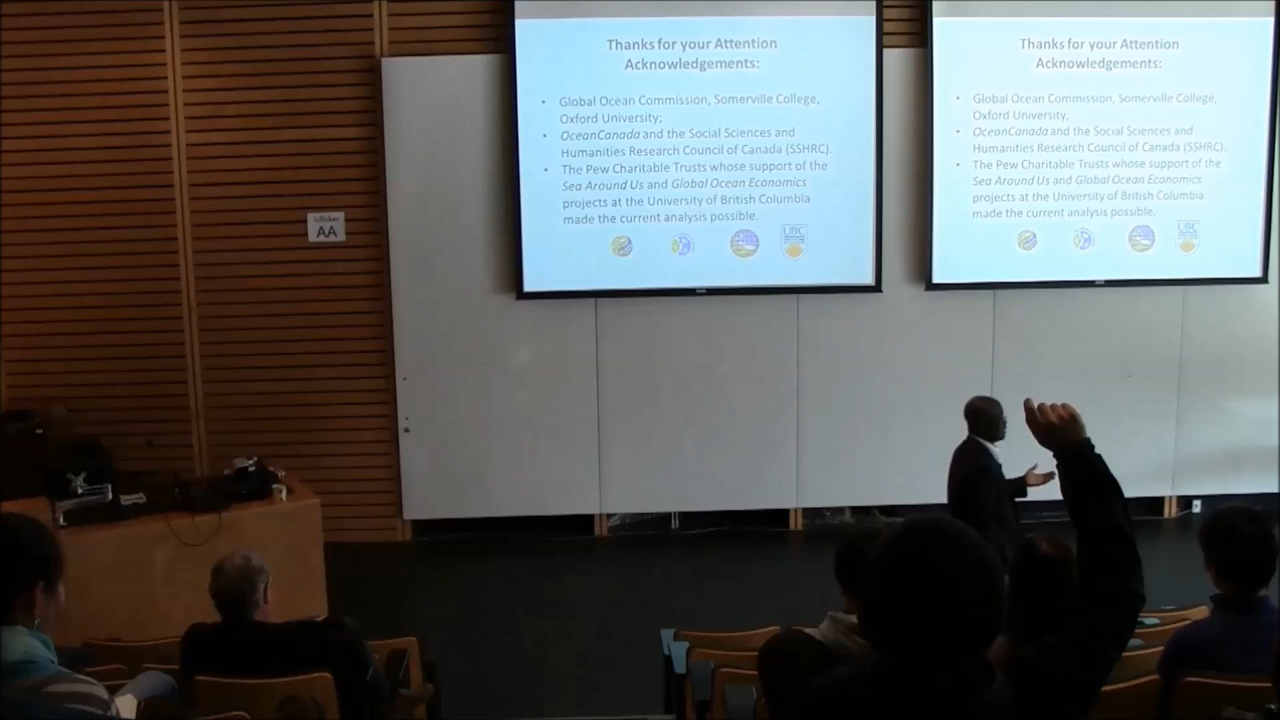 Thanks for your Attention
Acknowledgements:
• Global Ocean Commission, Somerville College,
Oxford University;
• OceanCanada and the Social Sciences and
Humanities Research Council of Canada (SSHRC).
• The Pew Charitable Trusts whose support of the
Sea Around Us and Global Ocean Economics
projects at the University of British Columbia
made the current analysis possible.
UBC
Thanks for your Attention
Acknowledgements:
• Global Ocean Commission, Somerville College,
Oxford University;
• OceanCanada and the Social Sciences and
Humanities Research Council of Canada (SSHRC).
• The Pew Charitable Trusts whose support of the
Sea Around Us and Global Ocean Economics
projects at the University of British Columbia
made the current analysis possible.
UBC
i>clicker
AA